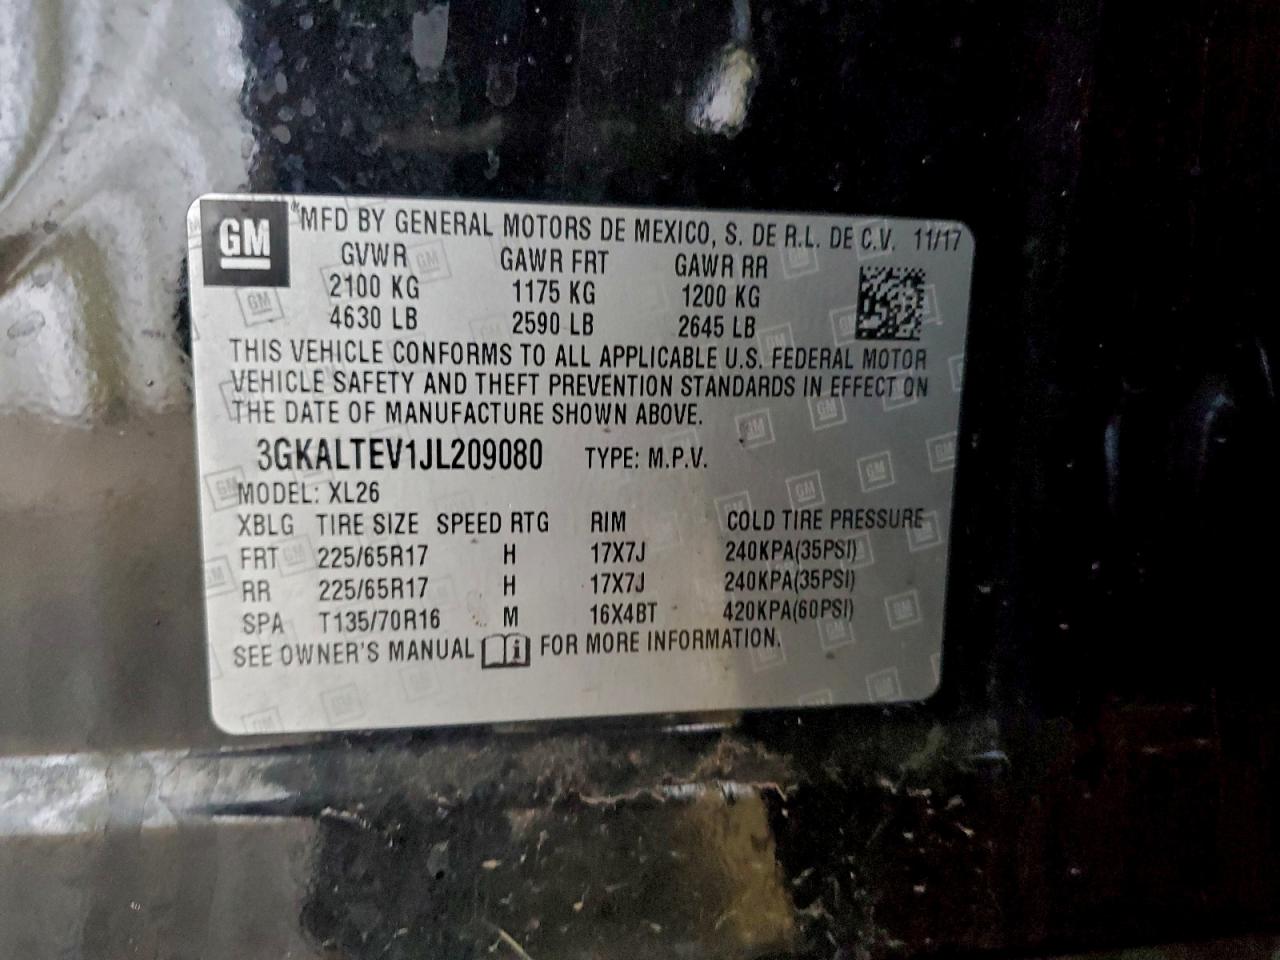 GM MFD BY GENERAL MOTORS DE MEXICO, S. DE R.L. DE C.V. 11/17
GVWR GAWR FRT GAWR RR
2100 KG 1175 KG 1200 KG
4630 LB 2590 LB 2645 LB
THIS VEHICLE CONFORMS TO ALL APPLICABLE U.S. FEDERAL MOTOR
VEHICLE SAFETY AND THEFT PREVENTION STANDARDS IN EFFECT ON
THE DATE OF MANUFACTURE SHOWN ABOVE.
3GKALTEV1JL209080 TYPE: M.P.V.
MODEL: XL26
XBLG TIRE SIZE SPEED RTG RIM COLD TIRE PRESSURE
FRT 225/65R17 H 17X7J 240KPA(35PSI)
RR 225/65R17 H 17X7J 240KPA(35PSI)
SPA T135/70R16 M 16X4BT 420KPA(60PSI)
SEE OWNER'S MANUAL i FOR MORE INFORMATION.